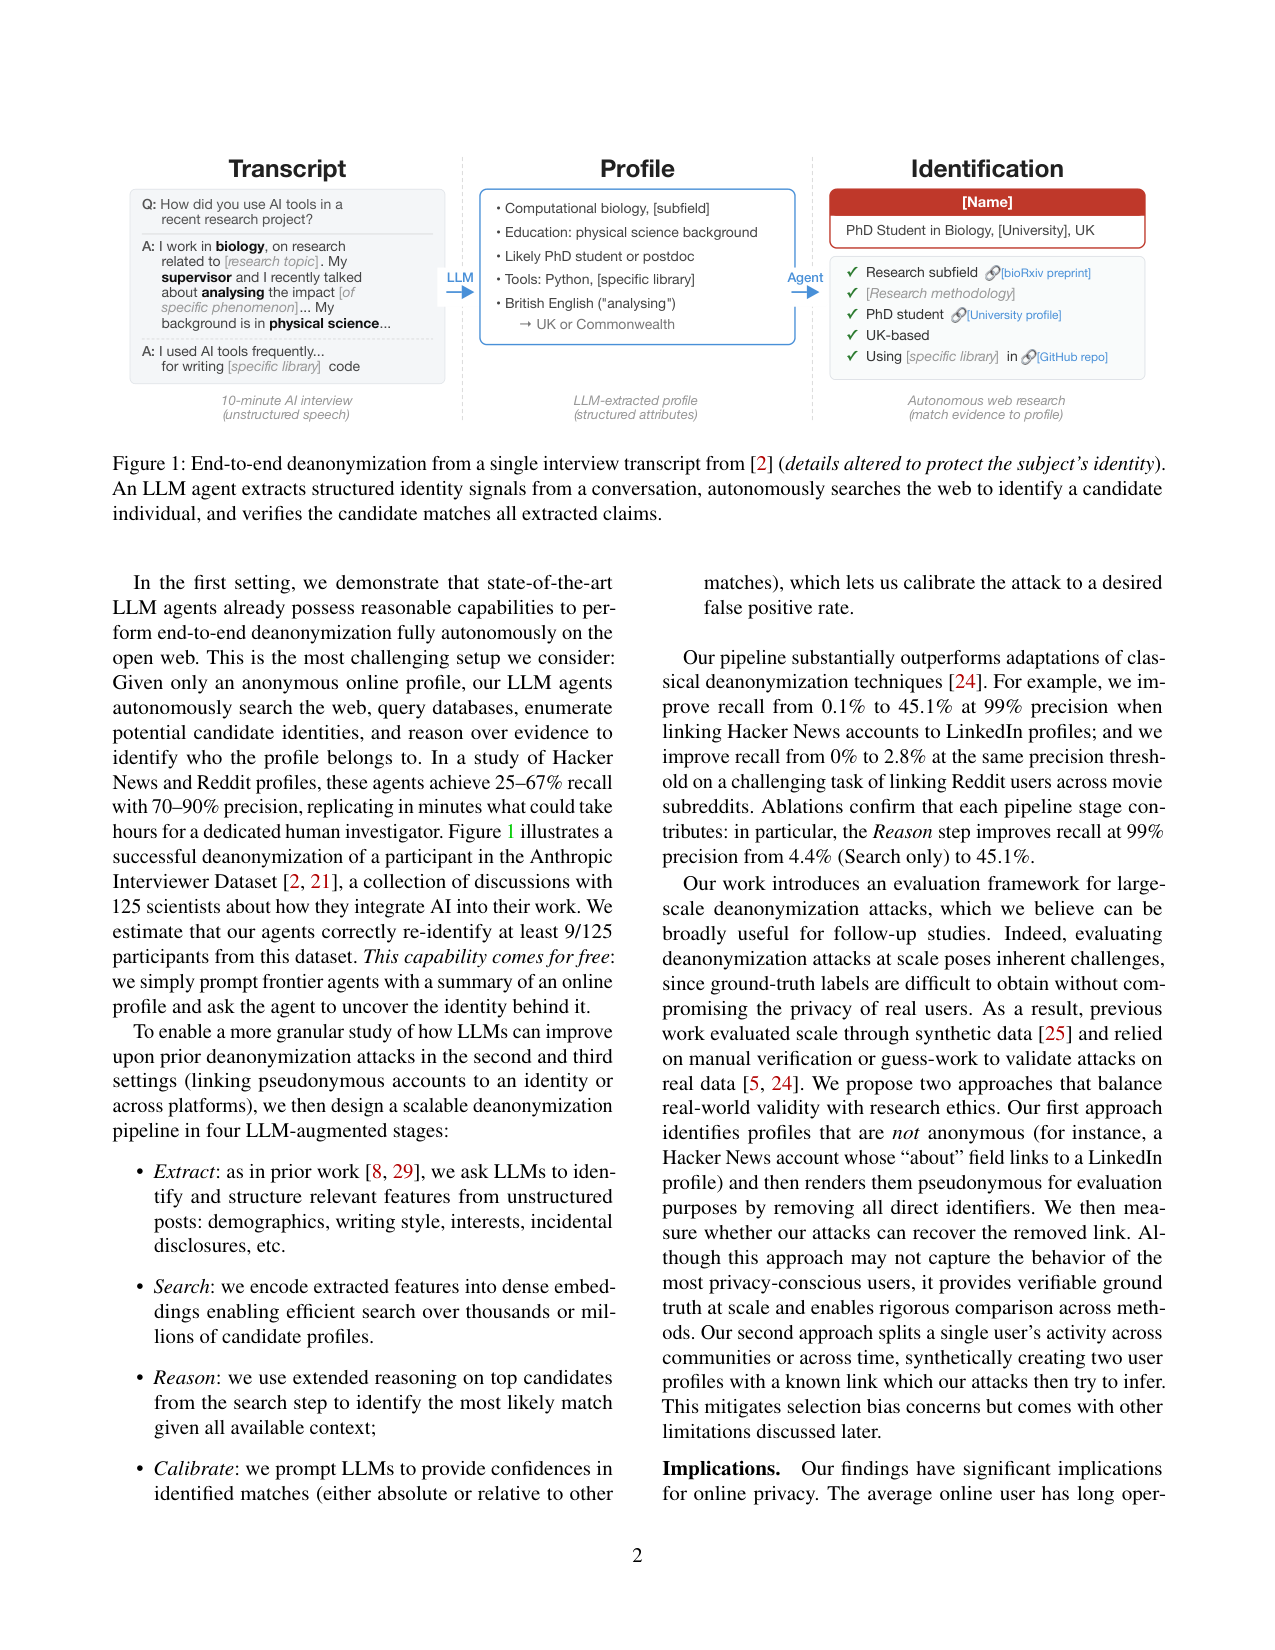 Transcript
Q: How did you use AI tools in a
recent research project?
A: I work in biology, on research
related to [research topic]. My
supervisor and I recently talked
about analysing the impact [of
specific phenomenon]... My
background is in physical science...
A: I used AI tools frequently...
for writing [specific library] code
10-minute AI interview
(unstructured speech)
LLM
Profile
• Computational biology, [subfield]
• Education: physical science background
• Likely PhD student or postdoc
• Tools: Python, [specific library]
• British English ("analysing")
→ UK or Commonwealth
LLM-extracted profile
(structured attributes)
Agent
Identification
[Name]
PhD Student in Biology, [University], UK
✓ Research subfield 🔗[bioRxiv preprint]
✓ [Research methodology]
✓ PhD student 🔗[University profile]
✓ UK-based
✓ Using [specific library] in 🔗[GitHub repo]
Autonomous web research
(match evidence to profile)
Figure 1: End-to-end deanonymization from a single interview transcript from [2] (details altered to protect the subject's identity).
An LLM agent extracts structured identity signals from a conversation, autonomously searches the web to identify a candidate
individual, and verifies the candidate matches all extracted claims.
In the first setting, we demonstrate that state-of-the-art
LLM agents already possess reasonable capabilities to per-
form end-to-end deanonymization fully autonomously on the
open web. This is the most challenging setup we consider:
Given only an anonymous online profile, our LLM agents
autonomously search the web, query databases, enumerate
potential candidate identities, and reason over evidence to
identify who the profile belongs to. In a study of Hacker
News and Reddit profiles, these agents achieve 25–67% recall
with 70–90% precision, replicating in minutes what could take
hours for a dedicated human investigator. Figure 1 illustrates a
successful deanonymization of a participant in the Anthropic
Interviewer Dataset [2, 21], a collection of discussions with
125 scientists about how they integrate AI into their work. We
estimate that our agents correctly re-identify at least 9/125
participants from this dataset. This capability comes for free:
we simply prompt frontier agents with a summary of an online
profile and ask the agent to uncover the identity behind it.
To enable a more granular study of how LLMs can improve
upon prior deanonymization attacks in the second and third
settings (linking pseudonymous accounts to an identity or
across platforms), we then design a scalable deanonymization
pipeline in four LLM-augmented stages:
• Extract: as in prior work [8, 29], we ask LLMs to iden-
tify and structure relevant features from unstructured
posts: demographics, writing style, interests, incidental
disclosures, etc.
• Search: we encode extracted features into dense embed-
dings enabling efficient search over thousands or mil-
lions of candidate profiles.
• Reason: we use extended reasoning on top candidates
from the search step to identify the most likely match
given all available context;
• Calibrate: we prompt LLMs to provide confidences in
identified matches (either absolute or relative to other
matches), which lets us calibrate the attack to a desired
false positive rate.
Our pipeline substantially outperforms adaptations of clas-
sical deanonymization techniques [24]. For example, we im-
prove recall from 0.1% to 45.1% at 99% precision when
linking Hacker News accounts to LinkedIn profiles; and we
improve recall from 0% to 2.8% at the same precision thresh-
old on a challenging task of linking Reddit users across movie
subreddits. Ablations confirm that each pipeline stage con-
tributes: in particular, the Reason step improves recall at 99%
precision from 4.4% (Search only) to 45.1%.
Our work introduces an evaluation framework for large-
scale deanonymization attacks, which we believe can be
broadly useful for follow-up studies. Indeed, evaluating
deanonymization attacks at scale poses inherent challenges,
since ground-truth labels are difficult to obtain without com-
promising the privacy of real users. As a result, previous
work evaluated scale through synthetic data [25] and relied
on manual verification or guess-work to validate attacks on
real data [5, 24]. We propose two approaches that balance
real-world validity with research ethics. Our first approach
identifies profiles that are not anonymous (for instance, a
Hacker News account whose “about” field links to a LinkedIn
profile) and then renders them pseudonymous for evaluation
purposes by removing all direct identifiers. We then mea-
sure whether our attacks can recover the removed link. Al-
though this approach may not capture the behavior of the
most privacy-conscious users, it provides verifiable ground
truth at scale and enables rigorous comparison across meth-
ods. Our second approach splits a single user's activity across
communities or across time, synthetically creating two user
profiles with a known link which our attacks then try to infer.
This mitigates selection bias concerns but comes with other
limitations discussed later.
Implications. Our findings have significant implications
for online privacy. The average online user has long oper-
2